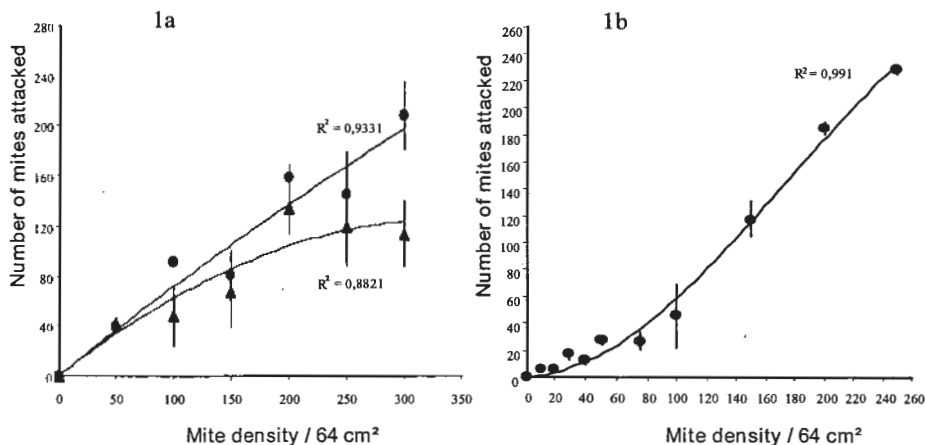 1a
Number of mites attacked
280
240
200
160
120
80
40
0
R² = 0,9331
R² = 0,8821
0 50 100 150 200 250 300 350
Mite density / 64 cm²
1b
Number of mites attacked
260
240
220
200
180
160
140
120
100
80
60
40
20
0
R² = 0,991
0 20 40 60 80 100 120 140 160 180 200 220 240 260
Mite density / 64 cm²